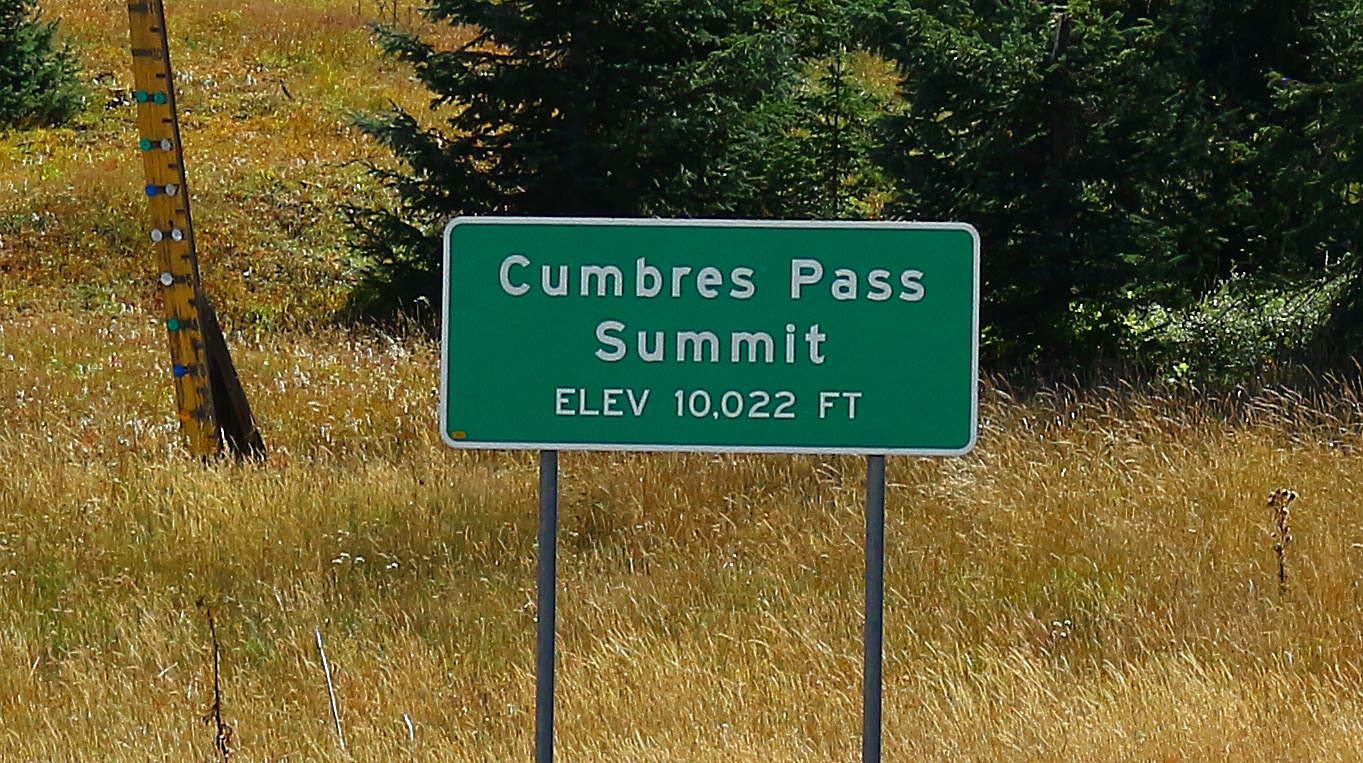 Cumbres Pass
Summit
ELEV 10,022 FT